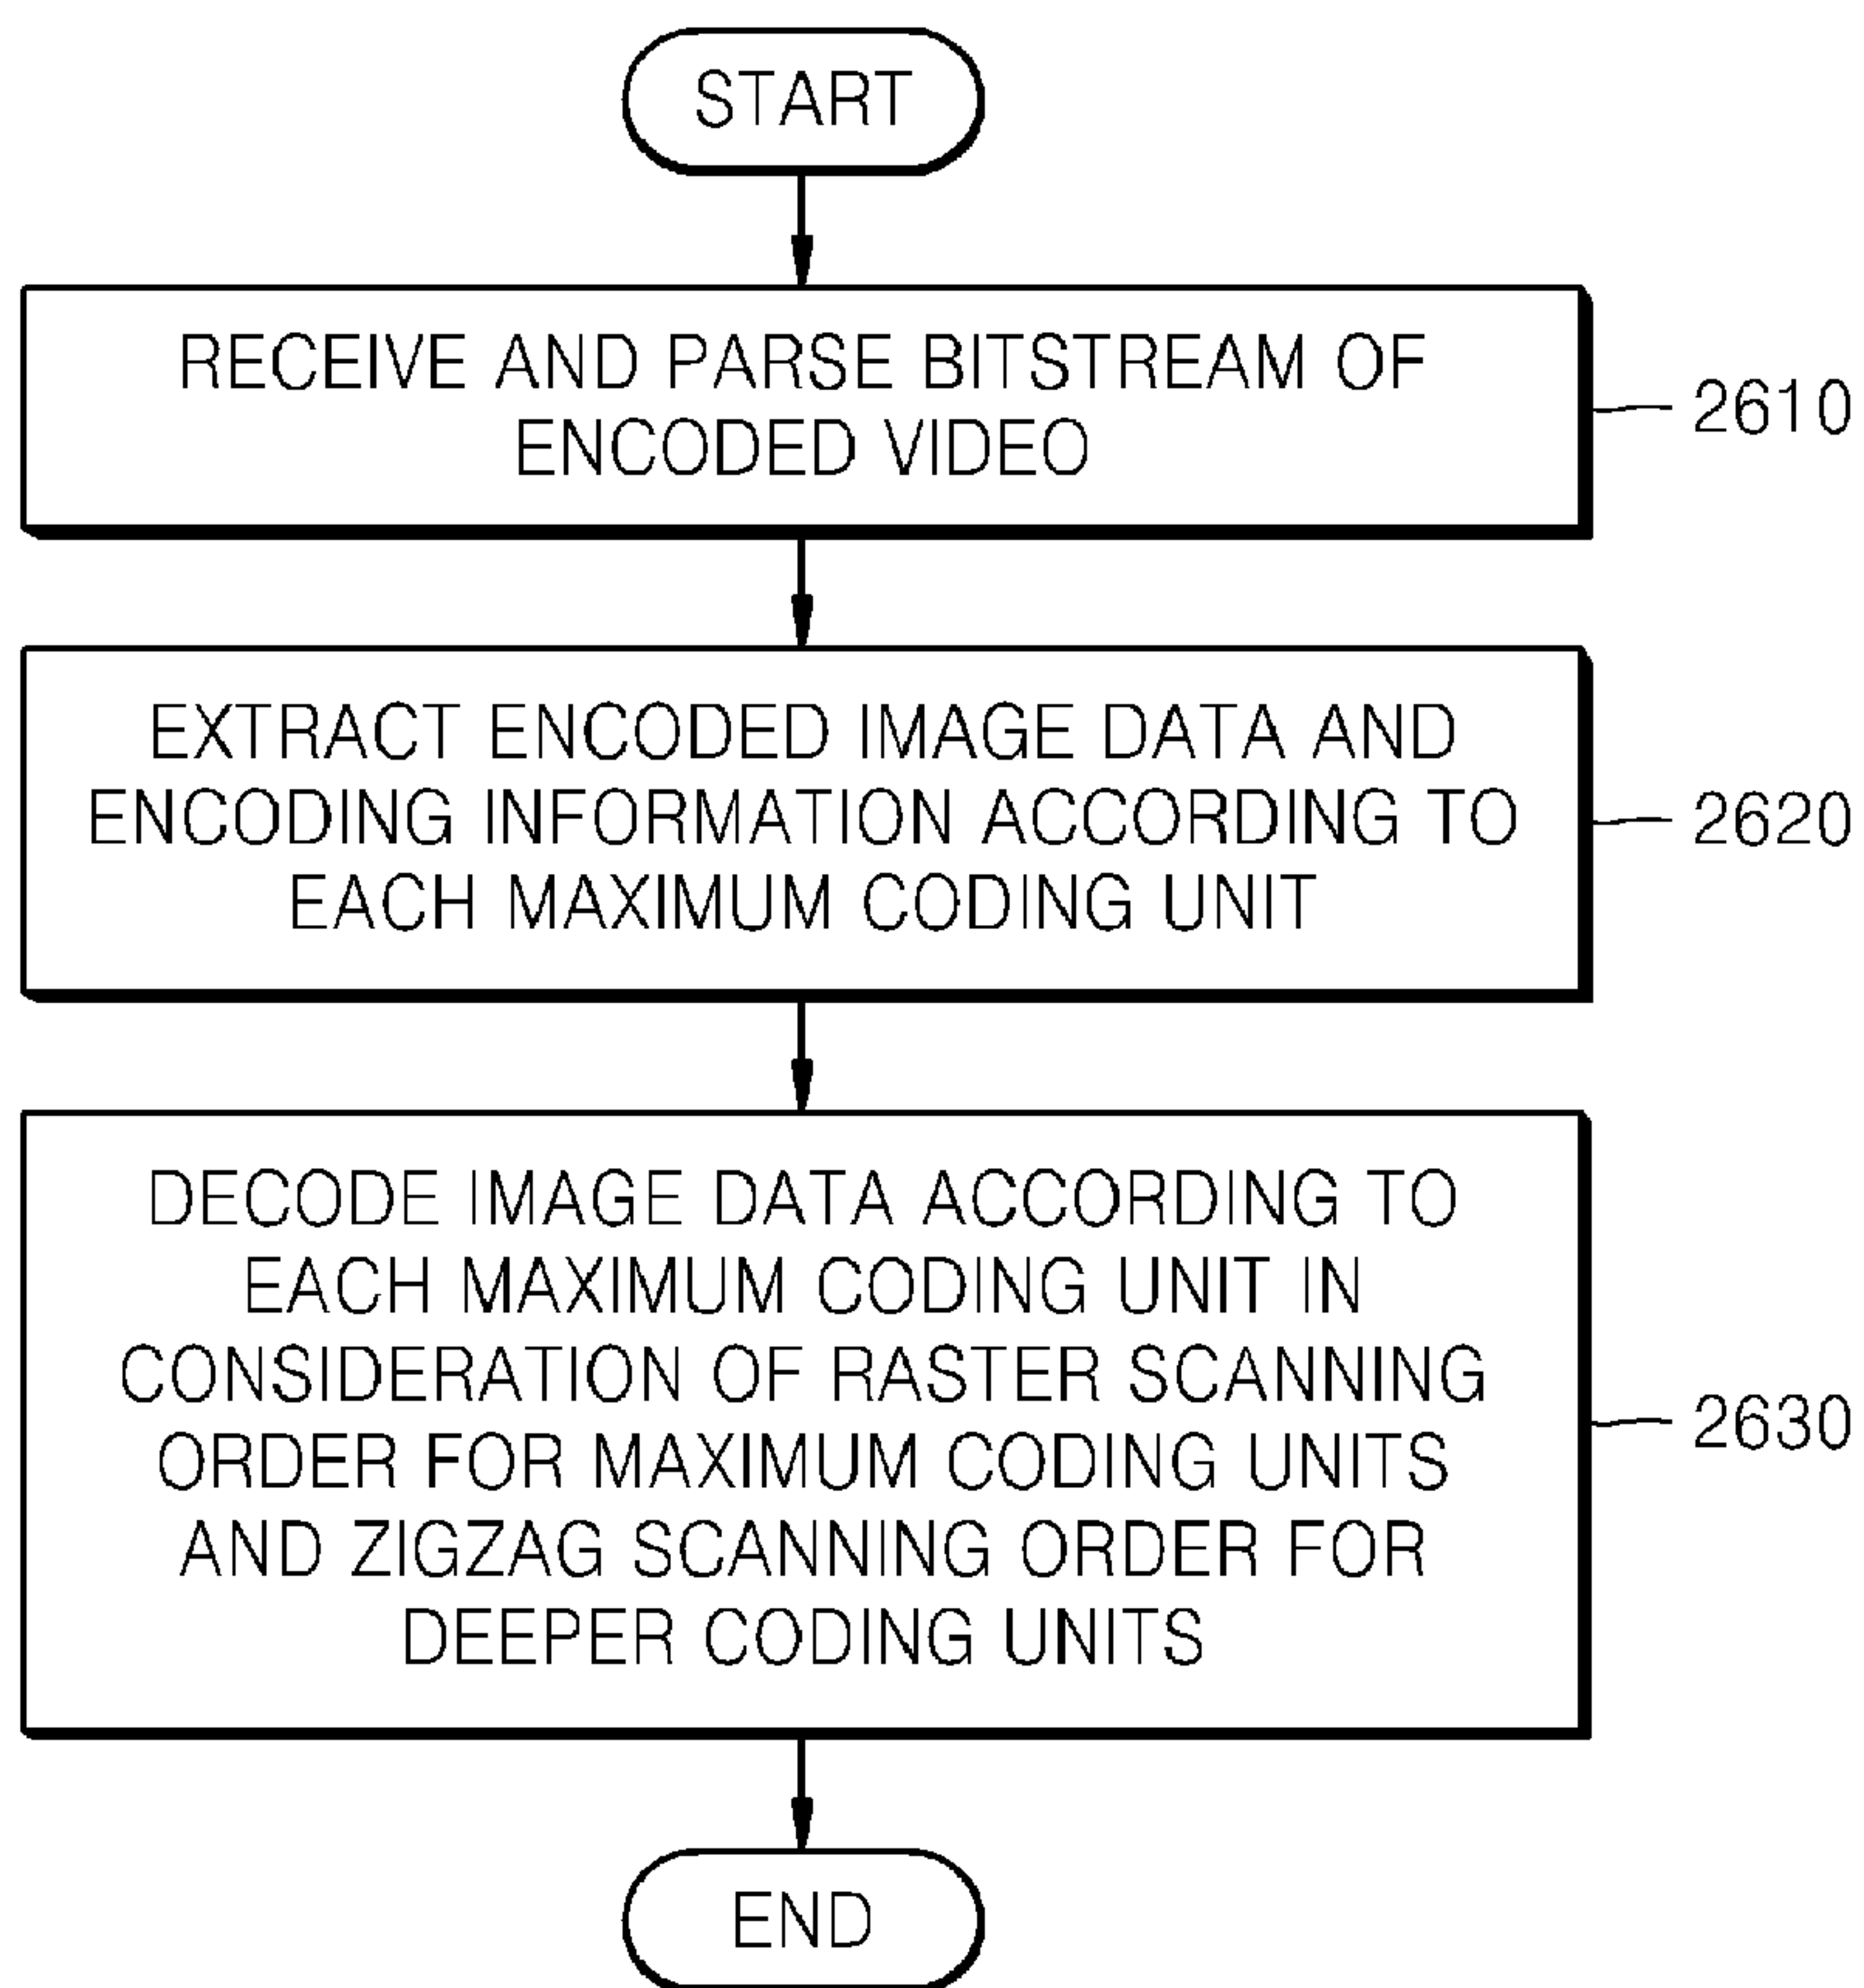 START
RECEIVE AND PARSE BITSTREAM OF
ENCODED VIDEO
2610
EXTRACT ENCODED IMAGE DATA AND
ENCODING INFORMATION ACCORDING TO
EACH MAXIMUM CODING UNIT
2620
DECODE IMAGE DATA ACCORDING TO
EACH MAXIMUM CODING UNIT IN
CONSIDERATION OF RASTER SCANNING
ORDER FOR MAXIMUM CODING UNITS
AND ZIGZAG SCANNING ORDER FOR
DEEPER CODING UNITS
2630
END